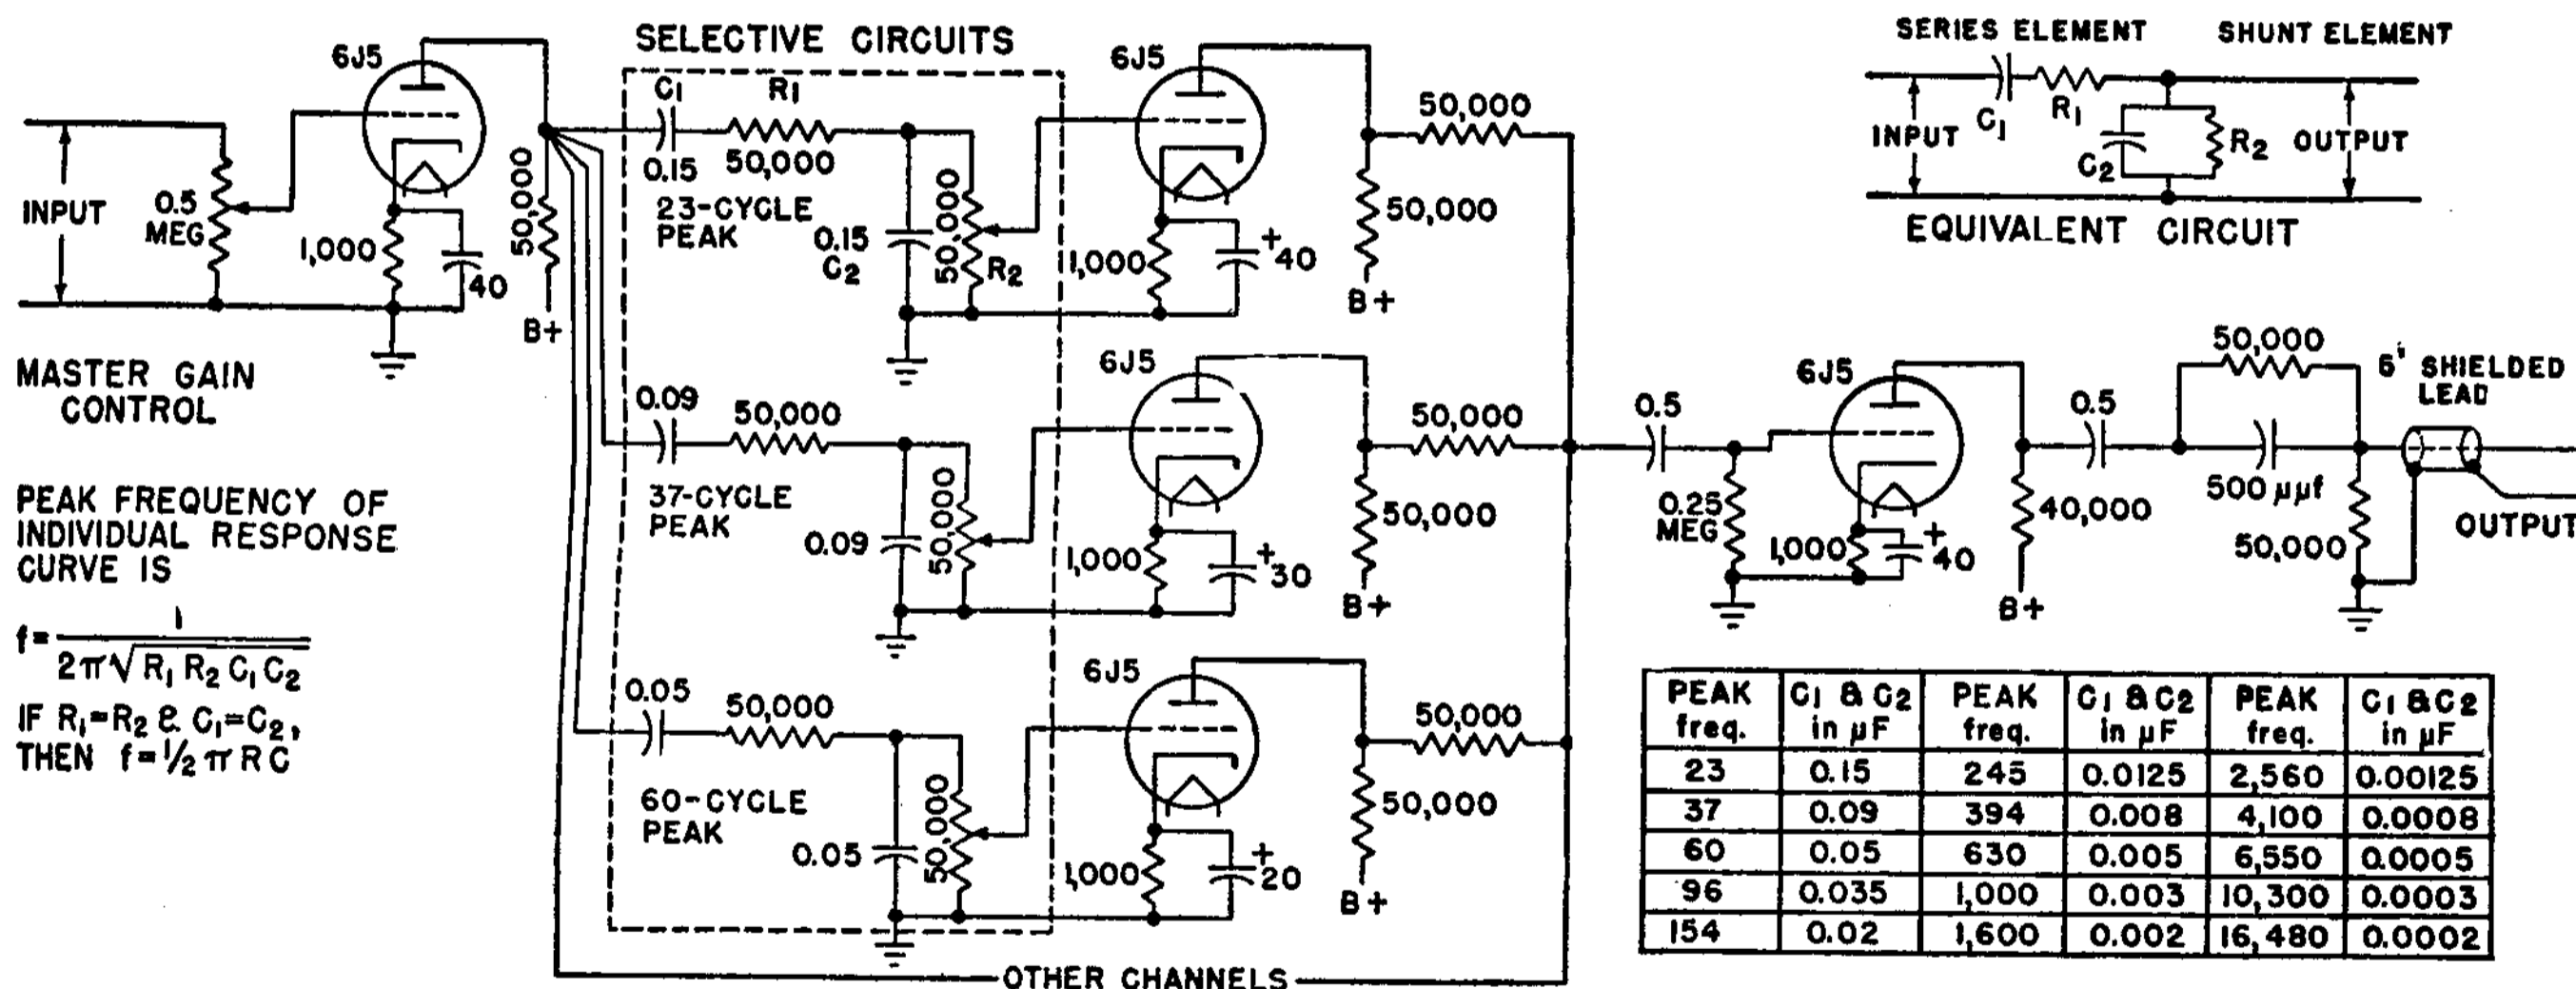 SELECTIVE CIRCUITS
6J5
INPUT
0.5
MEG
1,000
40
50,000
B+
MASTER GAIN
CONTROL
PEAK FREQUENCY OF
INDIVIDUAL RESPONSE
CURVE IS
f= 1
2π√R1 R2 C1 C2
IF R1=R2 & C1=C2,
THEN f=1/2 π R C
C1
R1
0.15
50,000
23-CYCLE
PEAK
0.15
C2
50,000
R2
6J5
1,000
+
40
50,000
50,000
B+
0.09
50,000
37-CYCLE
PEAK
0.09
50,000
6J5
1,000
+
30
50,000
50,000
B+
0.05
50,000
60-CYCLE
PEAK
0.05
50,000
6J5
1,000
+
20
50,000
50,000
B+
OTHER CHANNELS
SERIES ELEMENT SHUNT ELEMENT
INPUT
C1
R1
C2
R2
OUTPUT
EQUIVALENT CIRCUIT
0.5
0.25
MEG
6J5
1,000
+
40
40,000
B+
0.5
50,000
500 μμf
50,000
6' SHIELDED
LEAD
OUTPUT
PEAK freq. C1 & C2 in μF PEAK freq. C1 & C2 in μF PEAK freq. C1 & C2 in μF
23 0.15 245 0.0125 2,560 0.00125
37 0.09 394 0.008 4,100 0.0008
60 0.05 630 0.005 6,550 0.0005
96 0.035 1,000 0.003 10,300 0.0003
154 0.02 1,600 0.002 16,480 0.0002